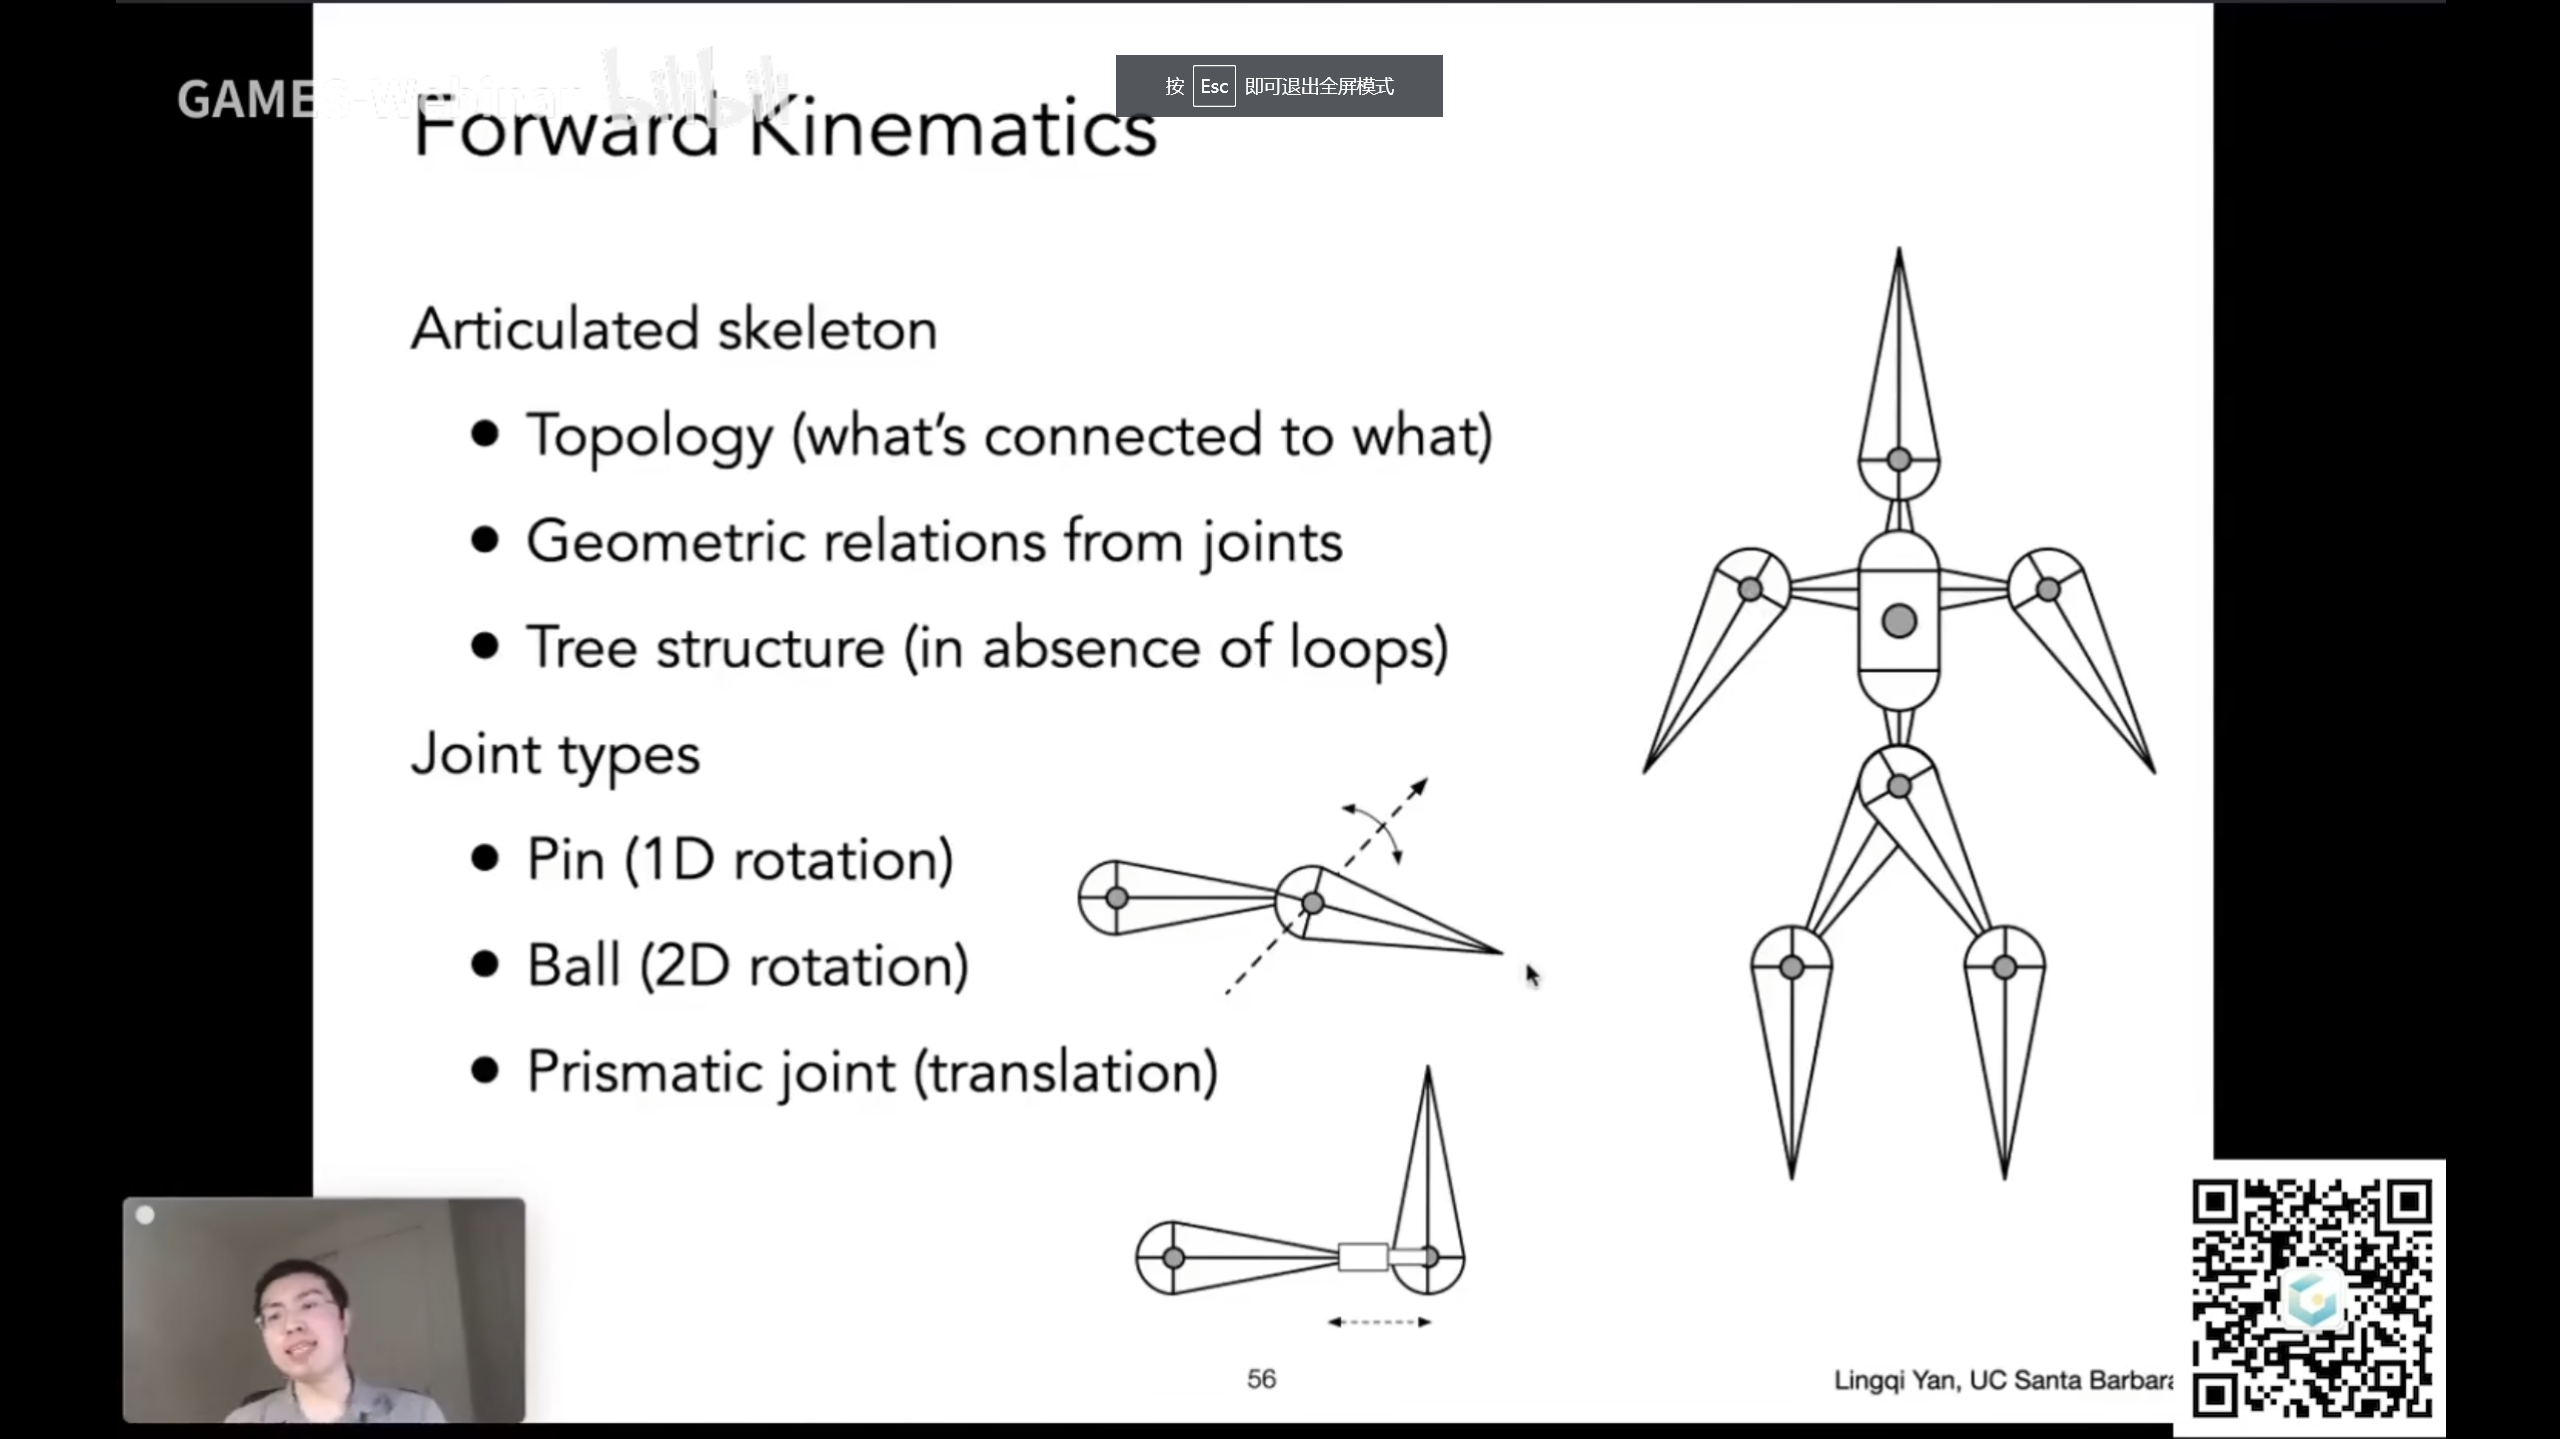 GAMES-Webinar bilibili
按 Esc 即可退出全屏模式
Forward Kinematics
Articulated skeleton
● Topology (what’s connected to what)
● Geometric relations from joints
● Tree structure (in absence of loops)
Joint types
● Pin (1D rotation)
● Ball (2D rotation)
● Prismatic joint (translation)
56
Lingqi Yan, UC Santa Barbara